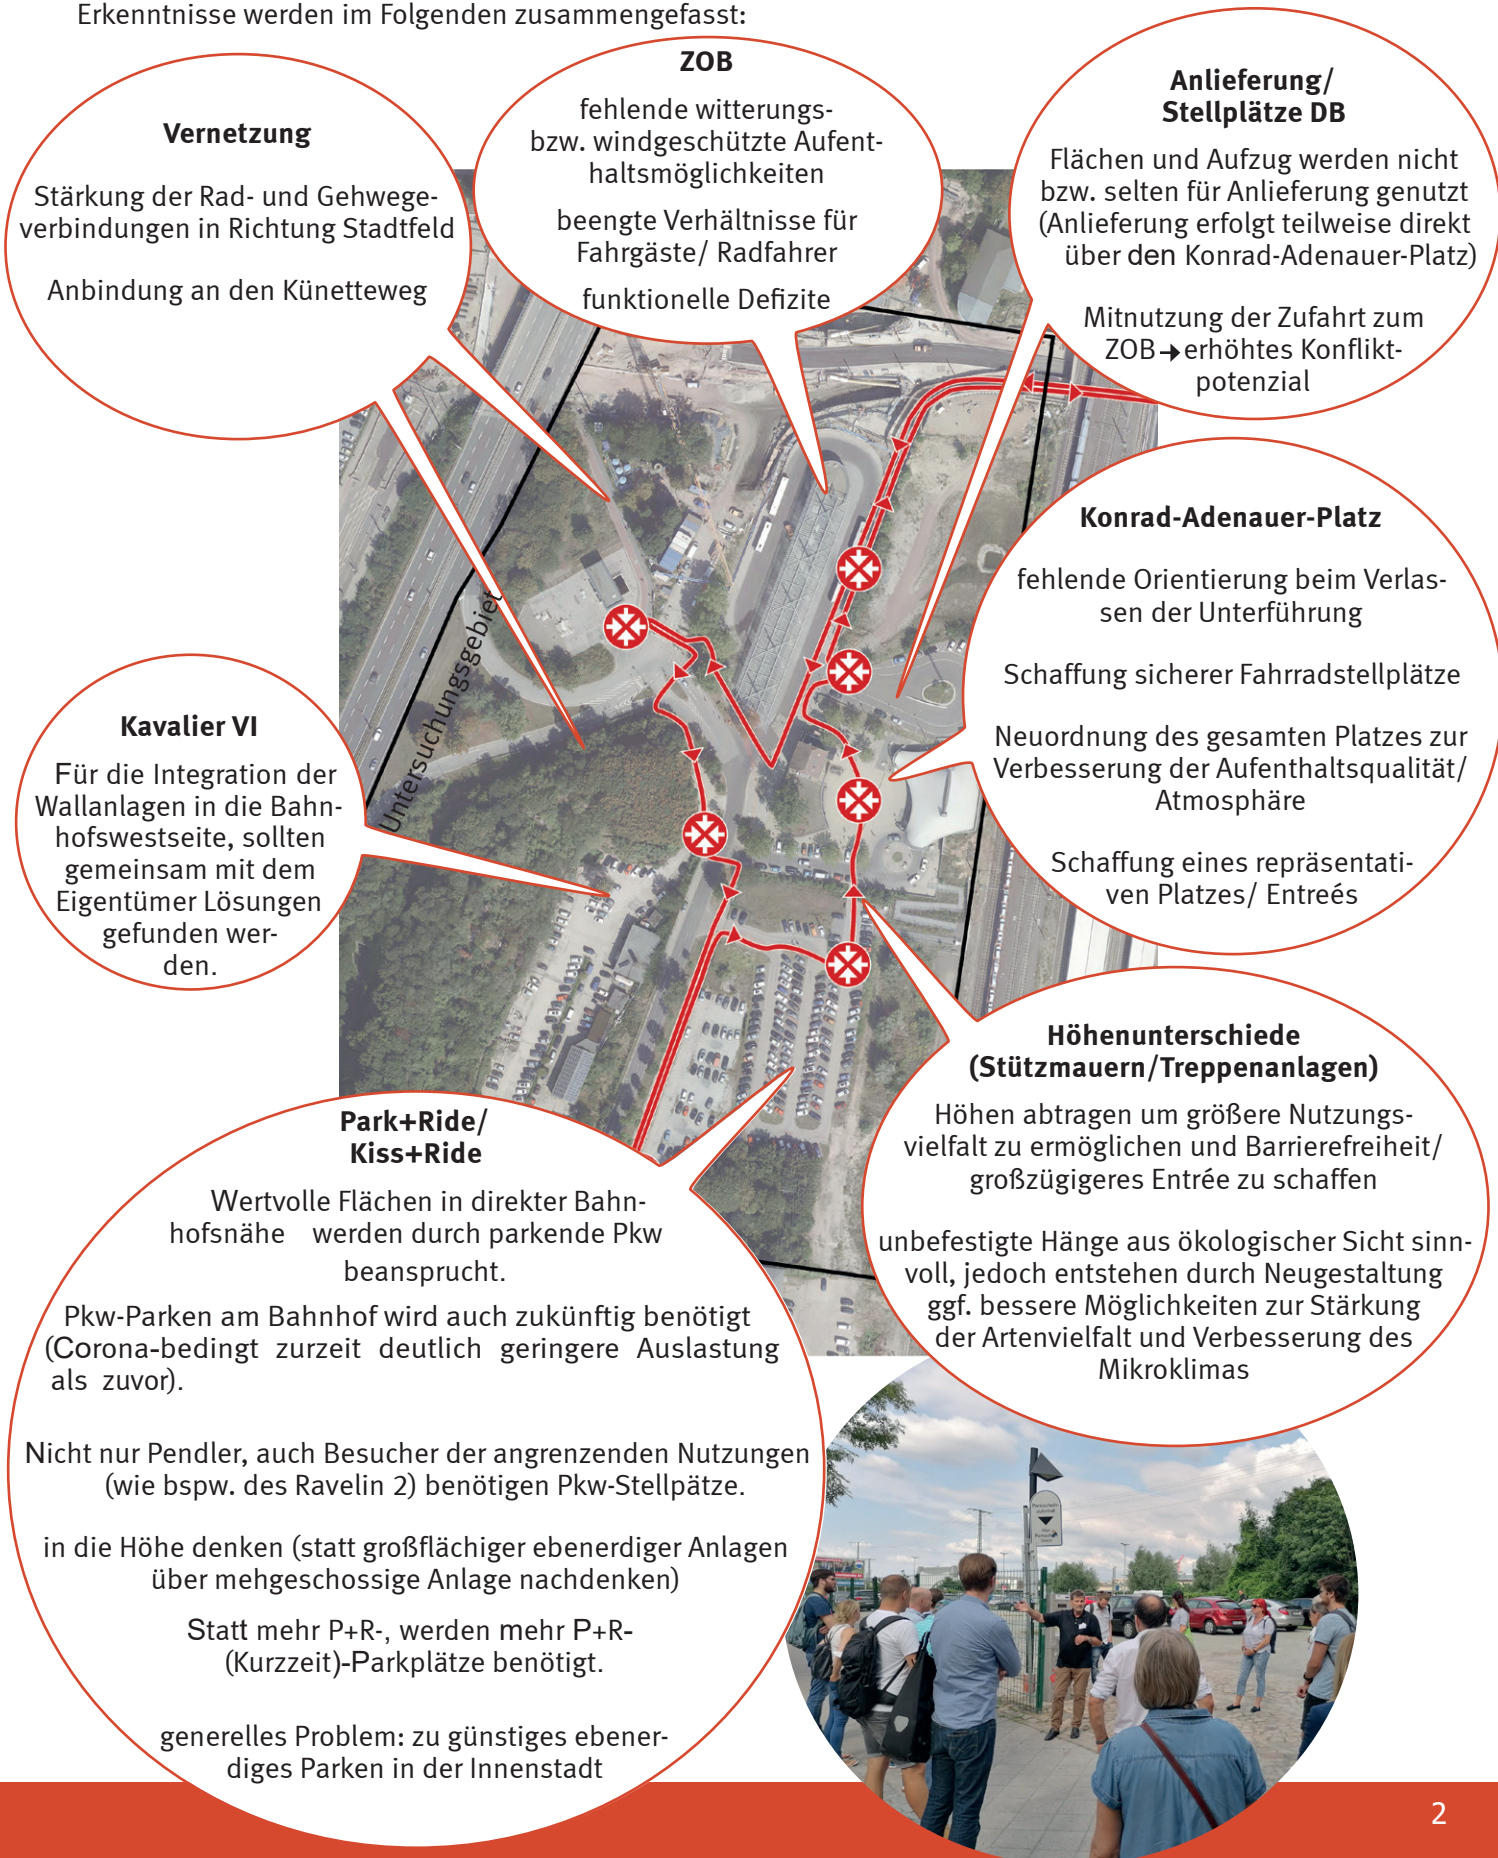 Erkenntnisse werden im Folgenden zusammengefasst:
Vernetzung
Stärkung der Rad- und Gehwege-
verbindungen in Richtung Stadtfeld
Anbindung an den Künetteweg
ZOB
fehlende witterungs-
bzw. windgeschützte Aufent-
haltsmöglichkeiten
beengte Verhältnisse für
Fahrgäste/ Radfahrer
funktionelle Defizite
Anlieferung/
Stellplätze DB
Flächen und Aufzug werden nicht
bzw. selten für Anlieferung genutzt
(Anlieferung erfolgt teilweise direkt
über den Konrad-Adenauer-Platz)
Mitnutzung der Zufahrt zum
ZOB → erhöhtes Konflikt-
potenzial
Konrad-Adenauer-Platz
fehlende Orientierung beim Verlas-
sen der Unterführung
Schaffung sicherer Fahrradstellplätze
Neuordnung des gesamten Platzes zur
Verbesserung der Aufenthaltsqualität/
Atmosphäre
Schaffung eines repräsentati-
ven Platzes/ Entreés
Untersuchungsgebiet
Kavalier VI
Für die Integration der
Wallanlagen in die Bahn-
hofswestseite, sollten
gemeinsam mit dem
Eigentümer Lösungen
gefunden wer-
den.
Höhenunterschiede
(Stützmauern/Treppenanlagen)
Höhen abtragen um größere Nutzungs-
vielfalt zu ermöglichen und Barrierefreiheit/
großzügigeres Entrée zu schaffen
unbefestigte Hänge aus ökologischer Sicht sinn-
voll, jedoch entstehen durch Neugestaltung
ggf. bessere Möglichkeiten zur Stärkung
der Artenvielfalt und Verbesserung des
Mikroklimas
Park+Ride/
Kiss+Ride
Wertvolle Flächen in direkter Bahn-
hofsnähe werden durch parkende Pkw
beansprucht.
Pkw-Parken am Bahnhof wird auch zukünftig benötigt
(Corona-bedingt zurzeit deutlich geringere Auslastung
als zuvor).
Nicht nur Pendler, auch Besucher der angrenzenden Nutzungen
(wie bspw. des Ravelin 2) benötigen Pkw-Stellpätze.
in die Höhe denken (statt großflächiger ebenerdiger Anlagen
über mehgeschossige Anlage nachdenken)
Statt mehr P+R-, werden mehr P+R-
(Kurzzeit)-Parkplätze benötigt.
generelles Problem: zu günstiges ebener-
diges Parken in der Innenstadt
2